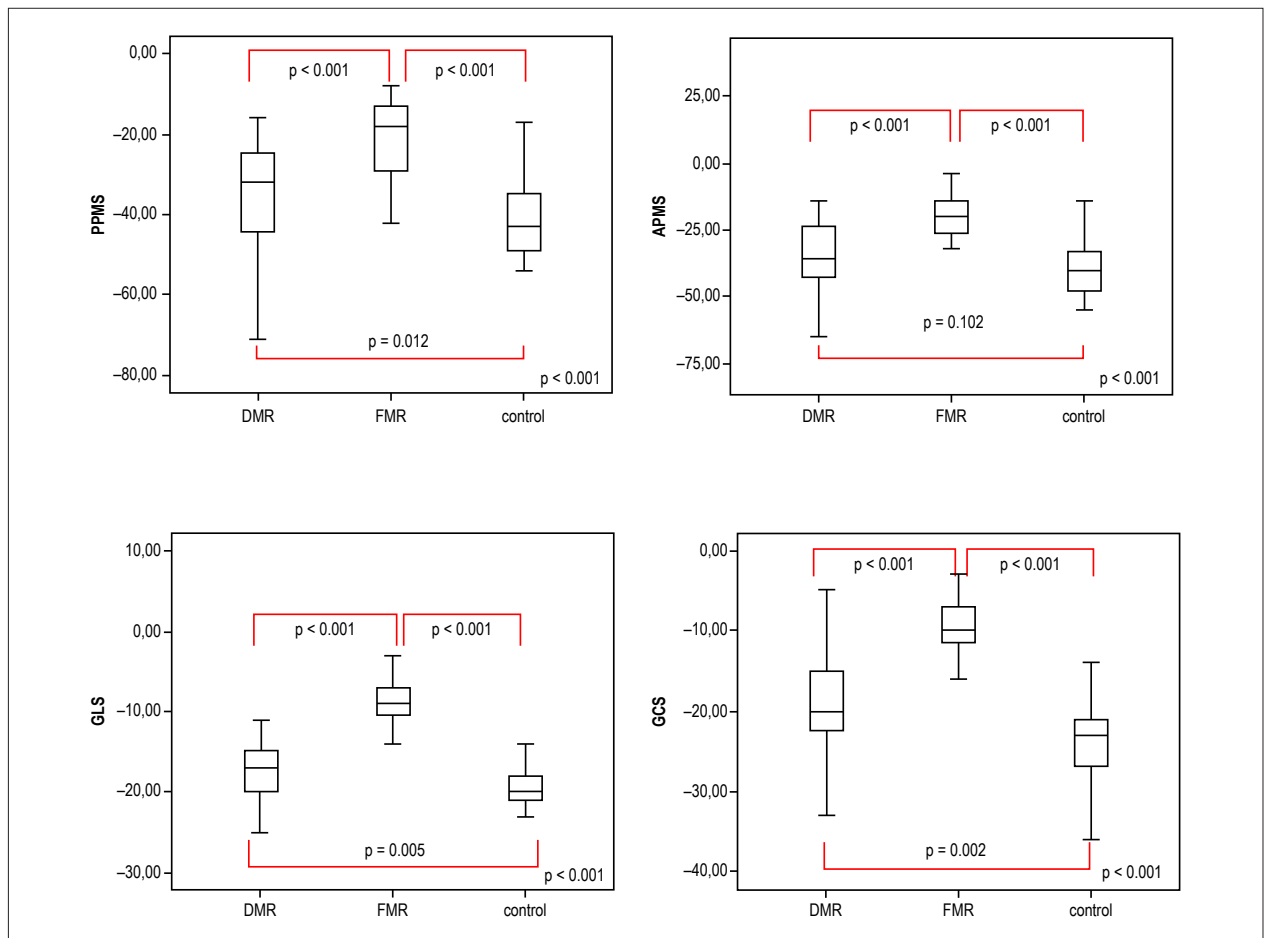 0,00
p < 0.001 p < 0.001
–20,00
–40,00
PPMS
–60,00
p = 0.012
–80,00
p < 0.001
DMR FMR control
25,00
p < 0.001 p < 0.001
0,00
–25,00
APMS
–50,00
p = 0.102
–75,00
p < 0.001
DMR FMR control
10,00
0,00
p < 0.001 p < 0.001
–10,00
GLS
–20,00
p = 0.005
–30,00
p < 0.001
DMR FMR control
0,00
p < 0.001 p < 0.001
–10,00
–20,00
GCS
–30,00
p = 0.002
–40,00
p < 0.001
DMR FMR control